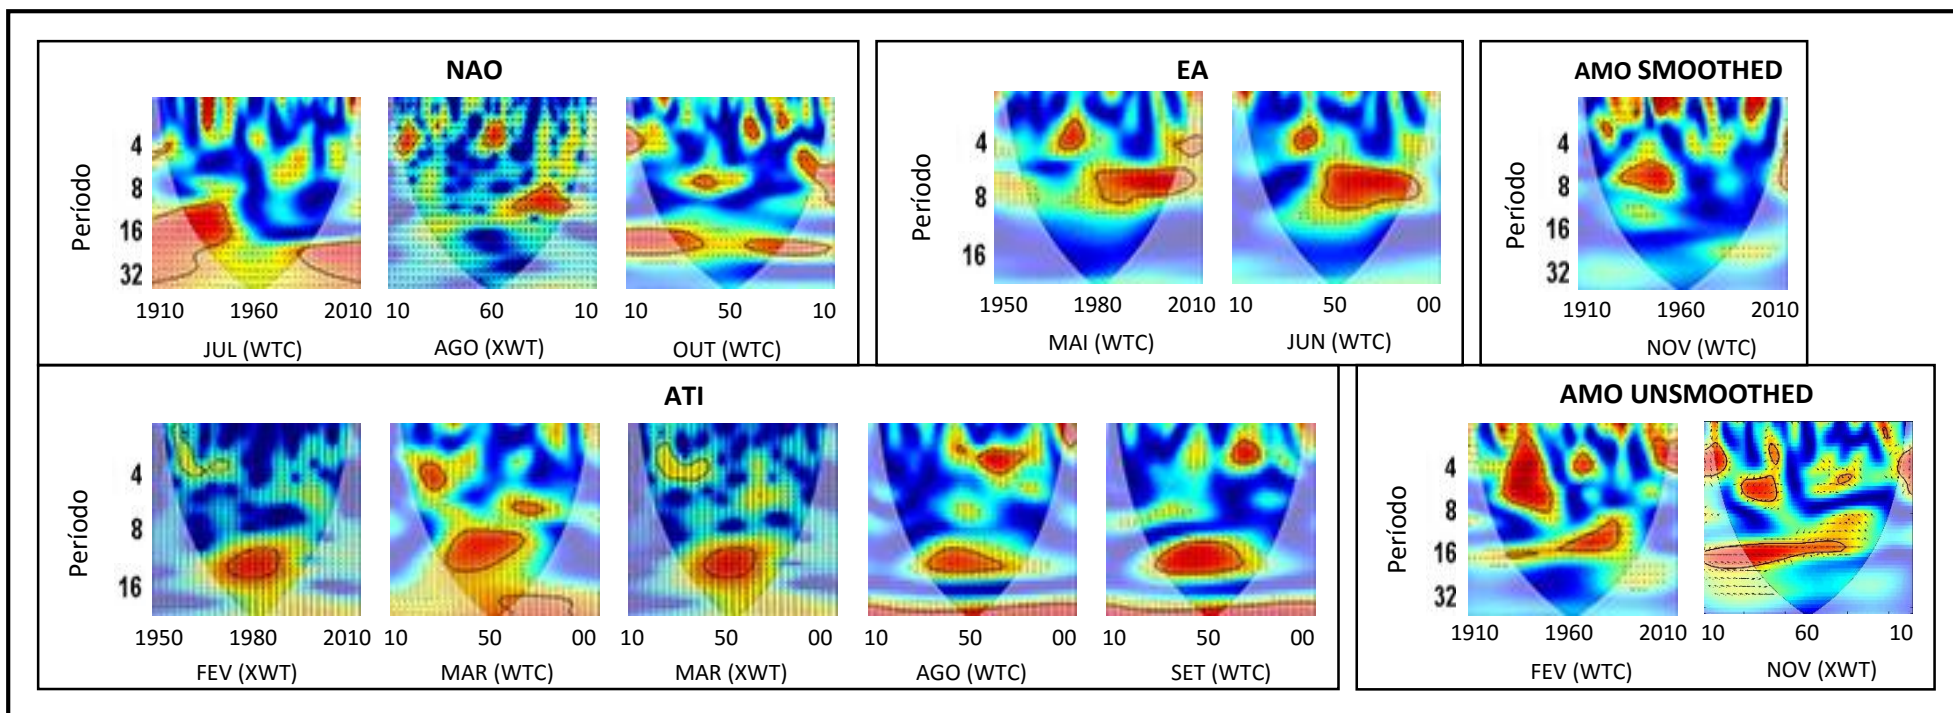 NAO
Período
4
8
16
32
1910 1960 2010
JUL (WTC)
10 60 10
AGO (XWT)
10 50 10
OUT (WTC)
EA
Período
4
8
16
1950 1980 2010
MAI (WTC)
10 50 00
JUN (WTC)
AMO SMOOTHED
Período
4
8
16
32
1910 1960 2010
NOV (WTC)
ATI
Período
4
8
16
1950 1980 2010
FEV (XWT)
10 50 00
MAR (WTC)
10 50 00
MAR (XWT)
10 50 00
AGO (WTC)
10 50 00
SET (WTC)
AMO UNSMOOTHED
Período
4
8
16
32
1910 1960 2010
FEV (WTC)
10 60 10
NOV (XWT)